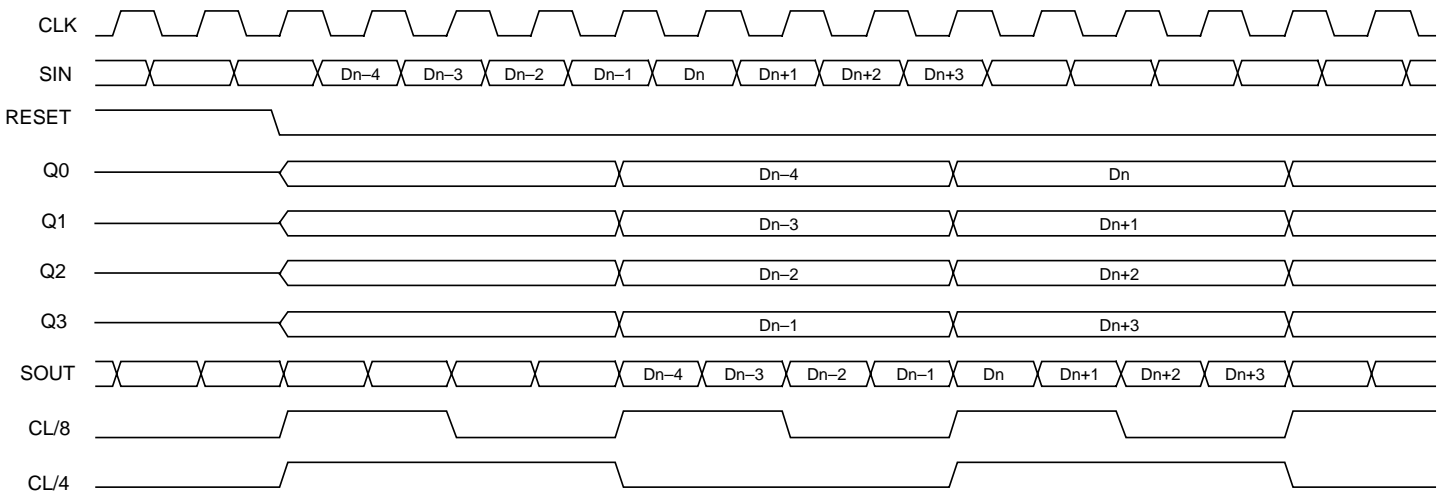 CLK
SIN Dn–4 Dn–3 Dn–2 Dn–1 Dn Dn+1 Dn+2 Dn+3
RESET
Q0 Dn–4 Dn
Q1 Dn–3 Dn+1
Q2 Dn–2 Dn+2
Q3 Dn–1 Dn+3
SOUT Dn–4 Dn–3 Dn–2 Dn–1 Dn Dn+1 Dn+2 Dn+3
CL/8
CL/4